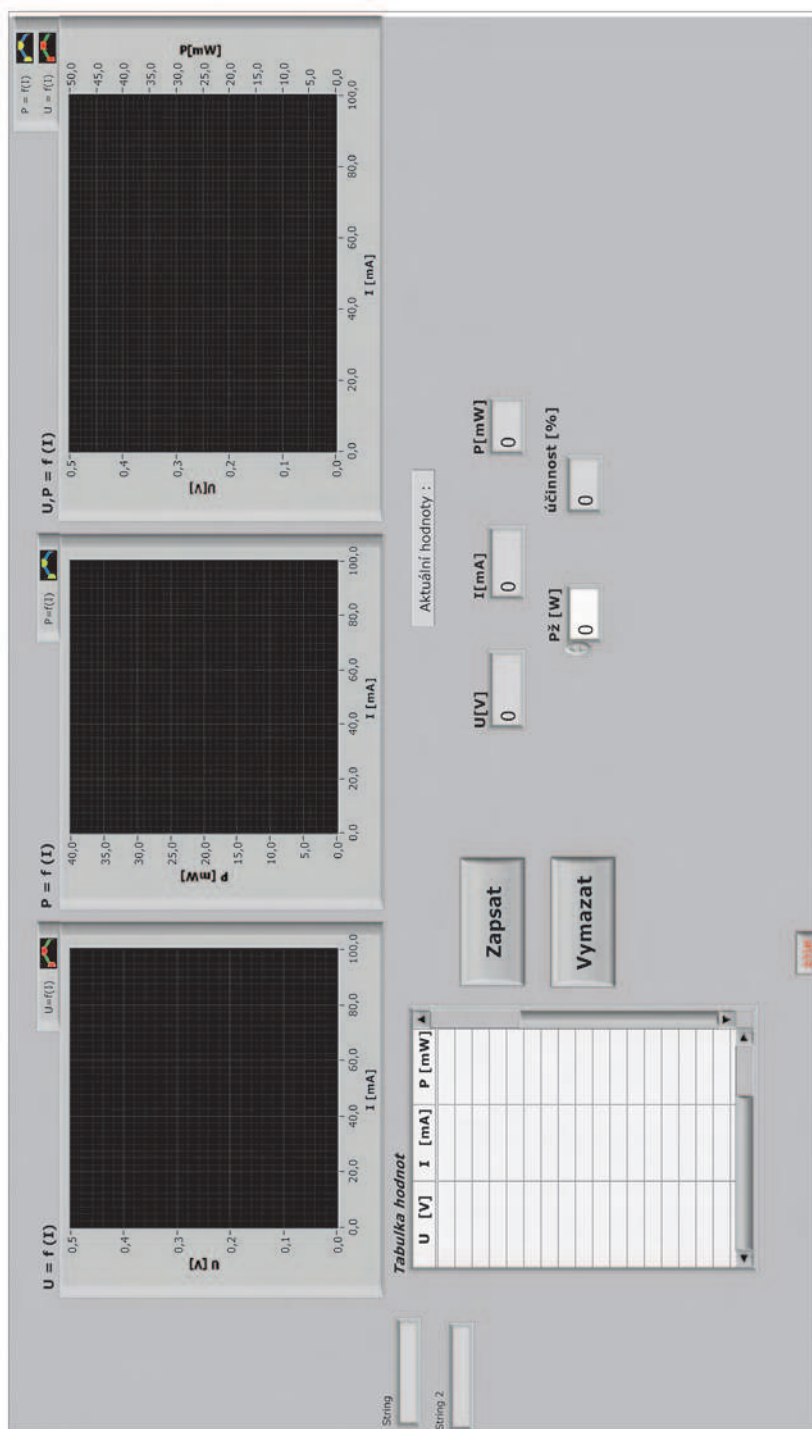 U = f (I)
U=f(I)
U [V]
0,5
0,4
0,3
0,2
0,1
0,0
0,0 20,0 40,0 60,0 80,0 100,0
I [mA]
P = f (I)
P=f(I)
P [mW]
40,0
35,0
30,0
25,0
20,0
15,0
10,0
5,0
0,0
0,0 20,0 40,0 60,0 80,0 100,0
I [mA]
U,P = f (I)
P = f(I)
U = f(I)
U[V]
0,5
0,4
0,3
0,2
0,1
0,0
P[mW]
50,0
45,0
40,0
35,0
30,0
25,0
20,0
15,0
10,0
5,0
0,0
0,0 20,0 40,0 60,0 80,0 100,0
I [mA]
String
String 2
Tabulka hodnot
U [V] I [mA] P [mW]
Zapsat
Vymazat
Aktuální hodnoty :
U[V] I[mA] P[mW]
0 0 0
Pž [W] účinnost [%]
0 0